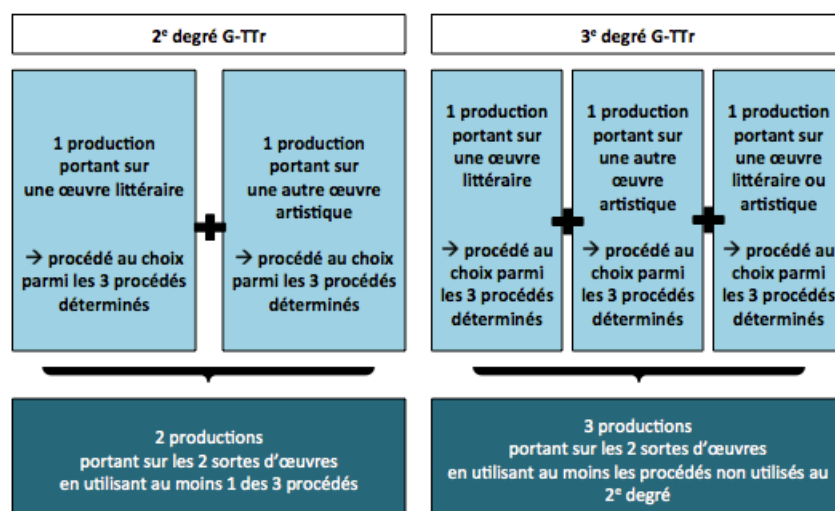 2e degré G-TTr
1 production
portant sur
une œuvre littéraire
→ procédé au choix
parmi les 3 procédés
déterminés
+
1 production
portant sur
une autre œuvre
artistique
→ procédé au choix
parmi les 3 procédés
déterminés
2 productions
portant sur les 2 sortes d’œuvres
en utilisant au moins 1 des 3 procédés
3e degré G-TTr
1 production
portant sur
une œuvre
littéraire
→ procédé au
choix parmi
les 3 procédés
déterminés
+
1 production
portant sur
une autre
œuvre
artistique
→ procédé au
choix parmi
les 3 procédés
déterminés
+
1 production
portant sur
une œuvre
littéraire ou
artistique
→ procédé au
choix parmi
les 3 procédés
déterminés
3 productions
portant sur les 2 sortes d’œuvres
en utilisant au moins les procédés non utilisés au
2e degré